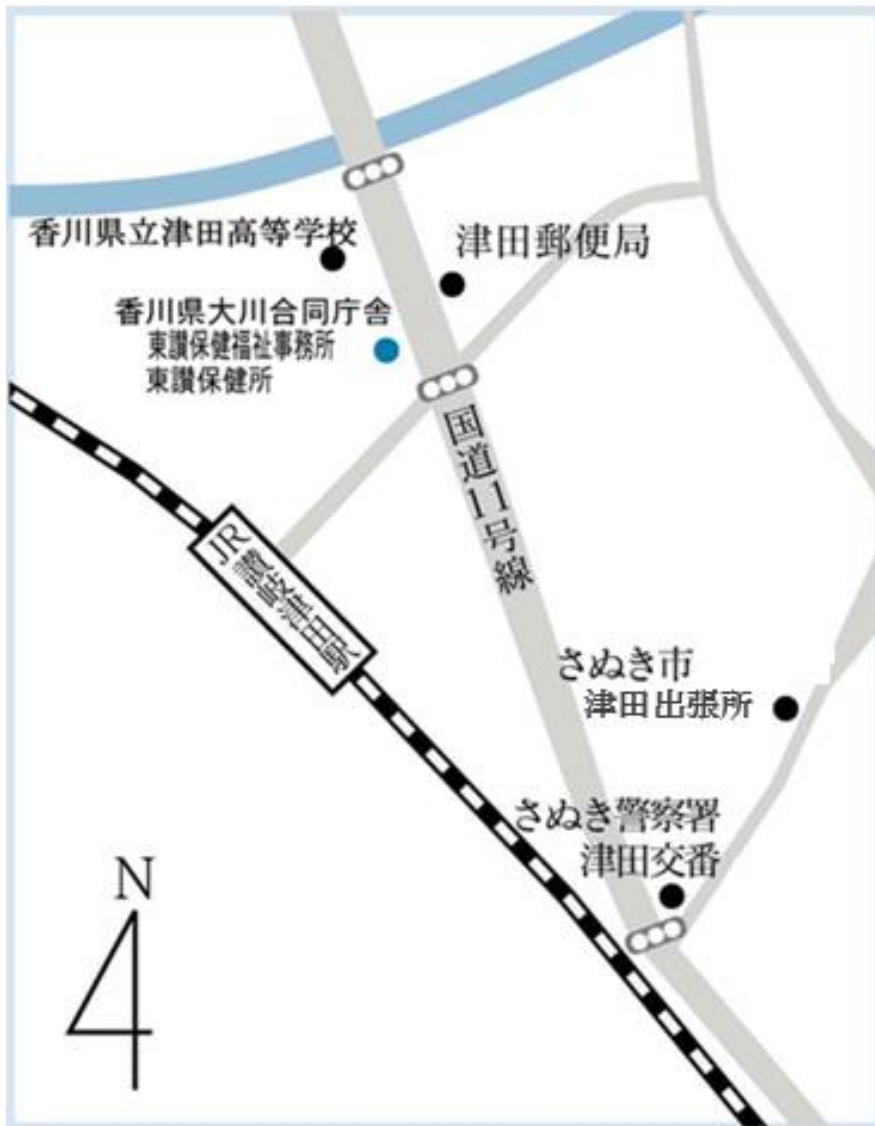 香川県立津田高等学校
津田郵便局
香川県大川合同庁舎
東讃保健福祉事務所
東讃保健所
国道11号線
JR
讃岐津田駅
さぬき市
津田出張所
さぬき警察署
津田交番
N